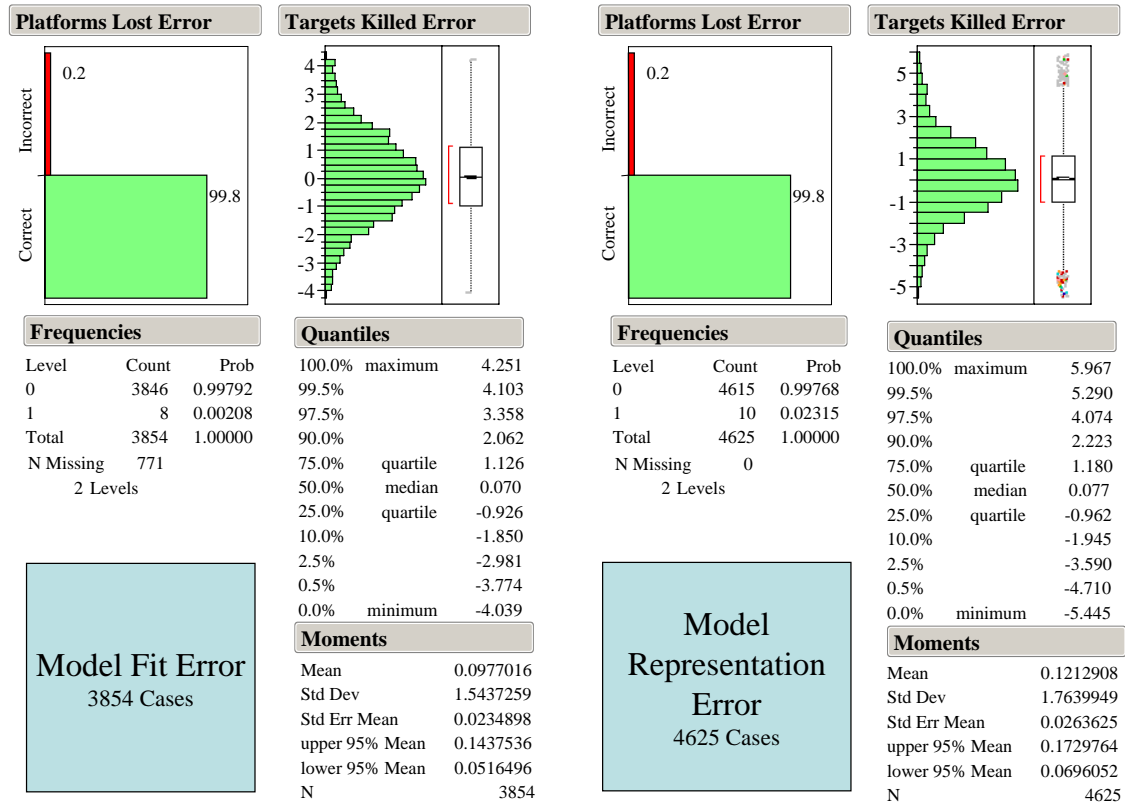 Platforms Lost Error
Incorrect
Correct
0.2
99.8
Targets Killed Error
4
3
2
1
0
-1
-2
-3
-4
Frequencies
Level Count Prob
0 3846 0.99792
1 8 0.00208
Total 3854 1.00000
N Missing 771
2 Levels
Quantiles
100.0% maximum 4.251
99.5% 4.103
97.5% 3.358
90.0% 2.062
75.0% quartile 1.126
50.0% median 0.070
25.0% quartile -0.926
10.0% -1.850
2.5% -2.981
0.5% -3.774
0.0% minimum -4.039
Model Fit Error
3854 Cases
Moments
Mean 0.0977016
Std Dev 1.5437259
Std Err Mean 0.0234898
upper 95% Mean 0.1437536
lower 95% Mean 0.0516496
N 3854
Platforms Lost Error
Incorrect
Correct
0.2
99.8
Targets Killed Error
5
3
1
-1
-3
-5
Frequencies
Level Count Prob
0 4615 0.99768
1 10 0.02315
Total 4625 1.00000
N Missing 0
2 Levels
Quantiles
100.0% maximum 5.967
99.5% 5.290
97.5% 4.074
90.0% 2.223
75.0% quartile 1.180
50.0% median 0.077
25.0% quartile -0.962
10.0% -1.945
2.5% -3.590
0.5% -4.710
0.0% minimum -5.445
Model
Representation
Error
4625 Cases
Moments
Mean 0.1212908
Std Dev 1.7639949
Std Err Mean 0.0263625
upper 95% Mean 0.1729764
lower 95% Mean 0.0696052
N 4625